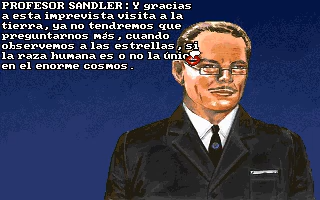 PROFESOR SANDLER: Y gracias
a esta imprevista visita a la
tierra, ya no tendremos que
preguntarnos más, cuando
observemos a las estrellas, si
la raza humana es o no la únic
en el enorme cosmos.